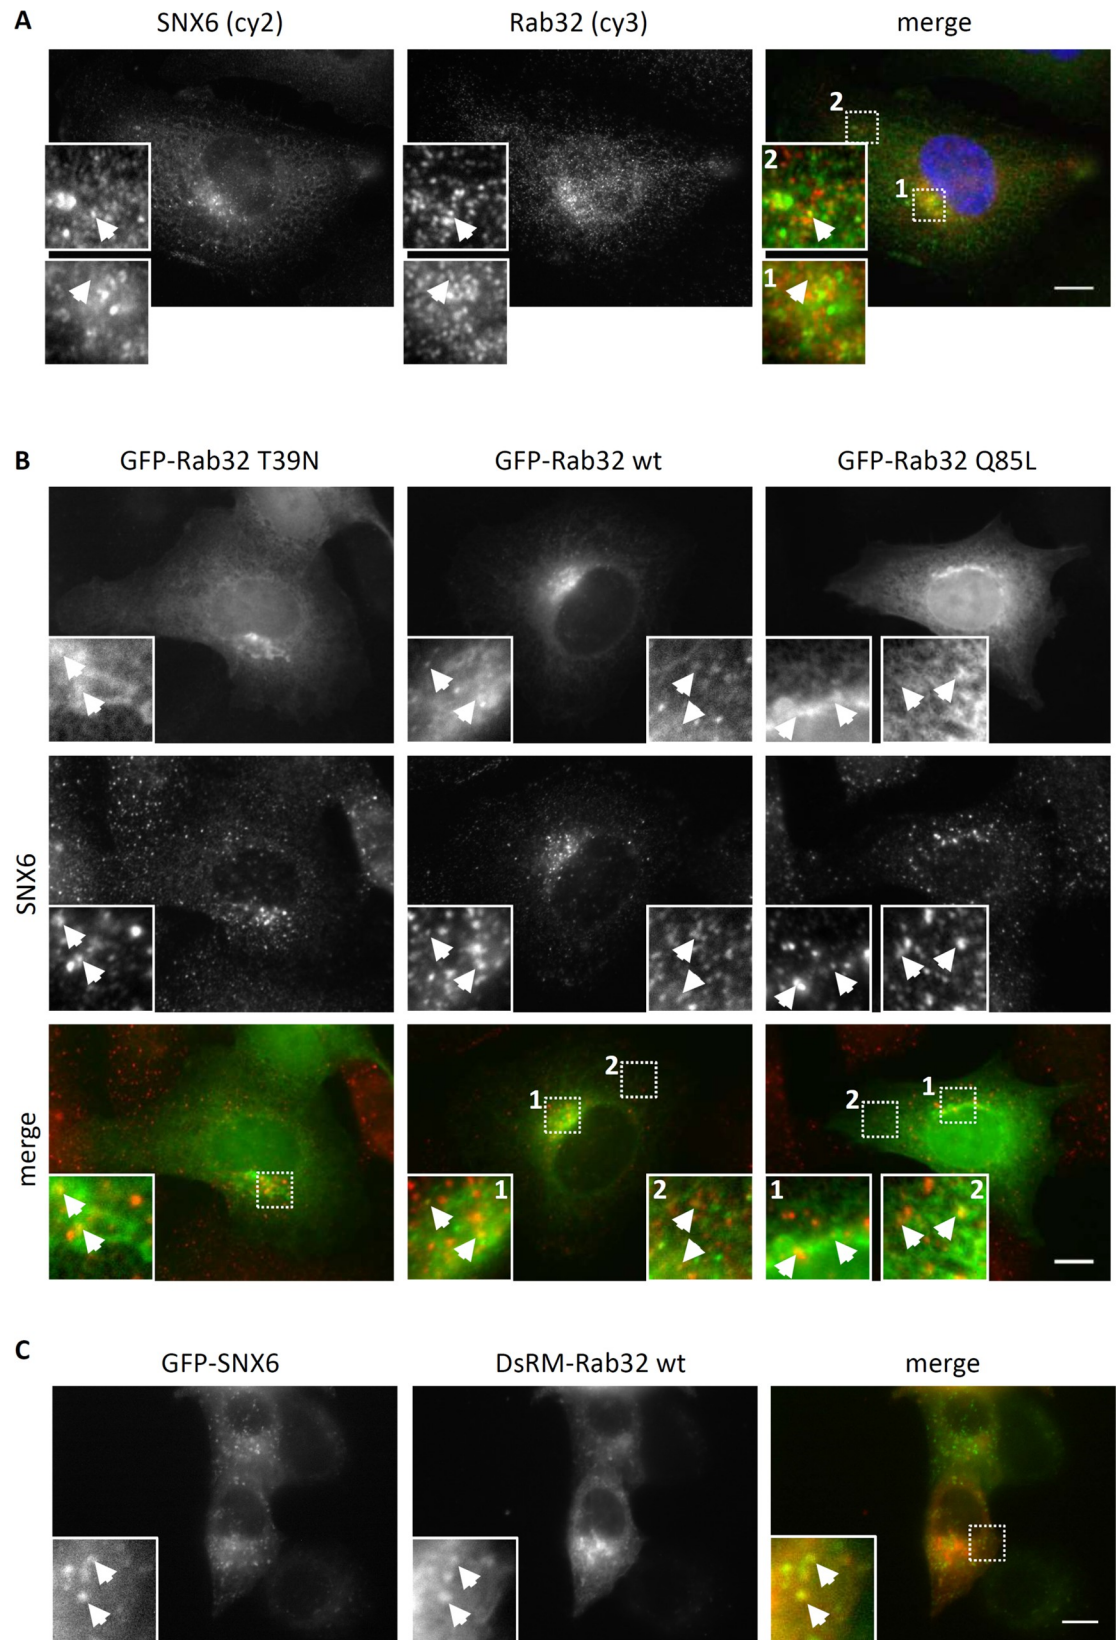 A
SNX6 (cy2) Rab32 (cy3) merge
2
2
1
1
B
GFP-Rab32 T39N GFP-Rab32 wt GFP-Rab32 Q85L
SNX6
merge
2
1
1
2
1 2 1 2
C
GFP-SNX6 DsRM-Rab32 wt merge